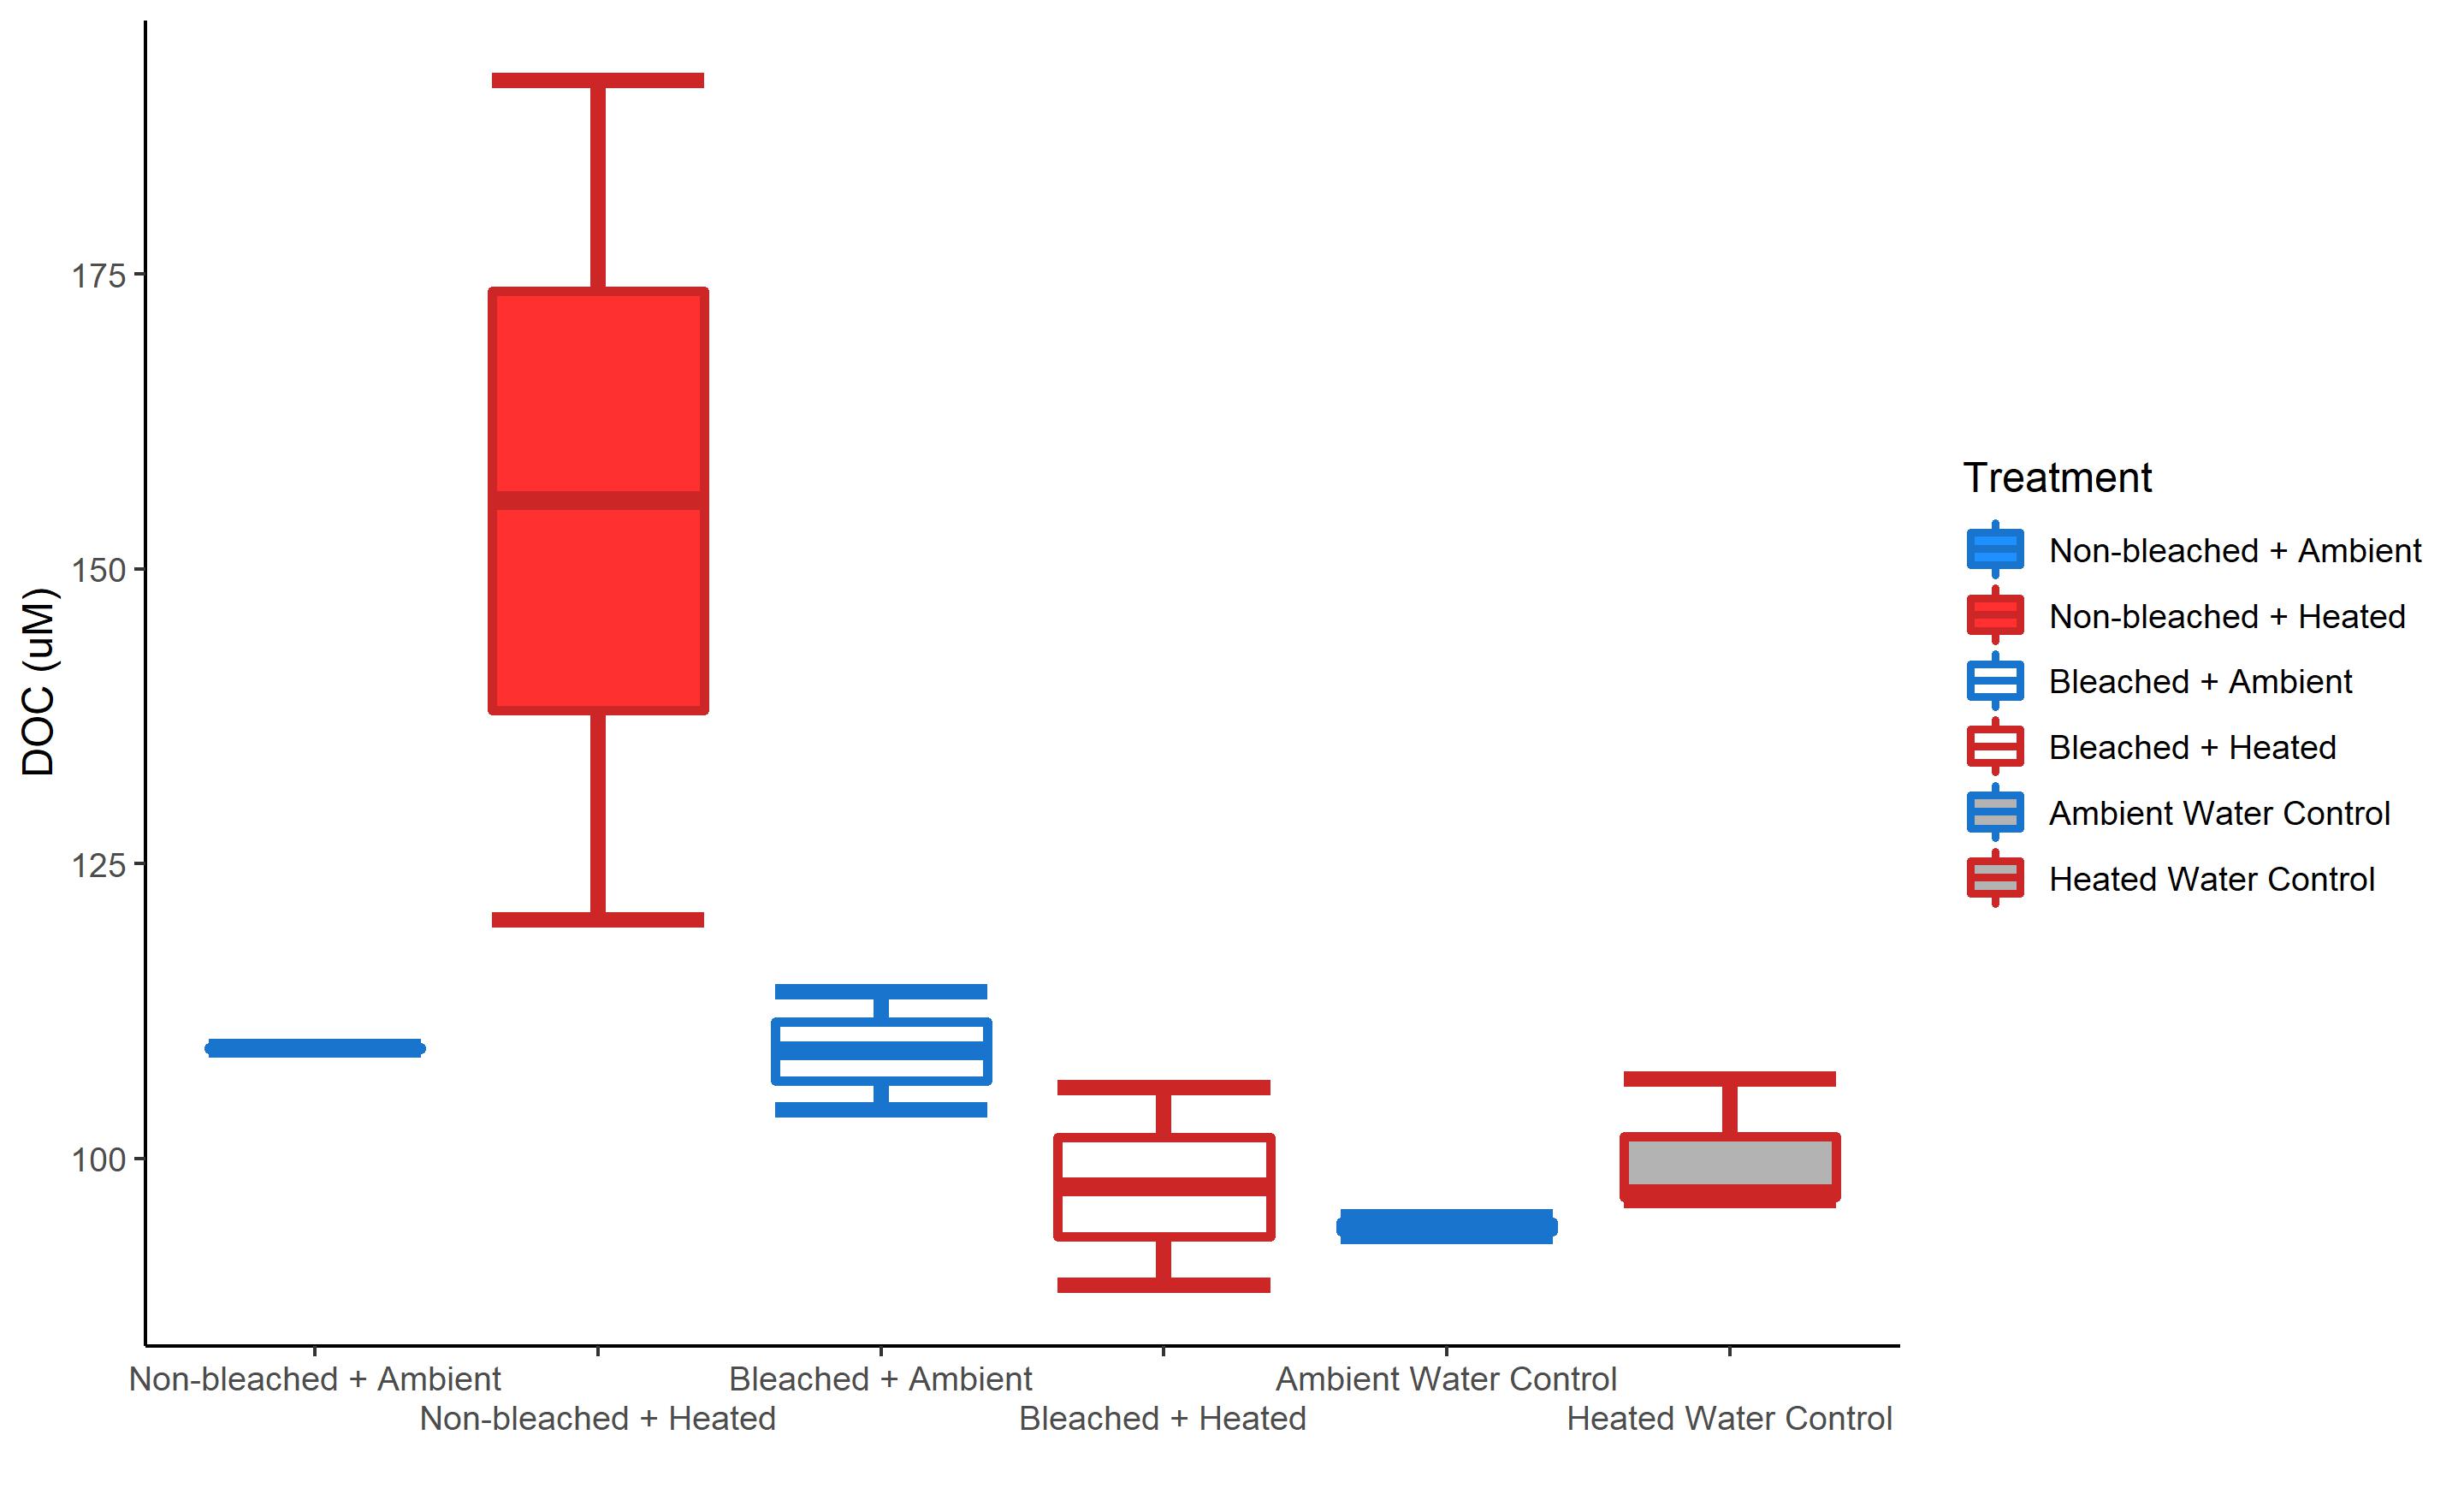 DOC (uM)
175
150
125
100
Non-bleached + Ambient
Non-bleached + Heated
Bleached + Ambient
Bleached + Heated
Ambient Water Control
Heated Water Control
Treatment
Non-bleached + Ambient
Non-bleached + Heated
Bleached + Ambient
Bleached + Heated
Ambient Water Control
Heated Water Control